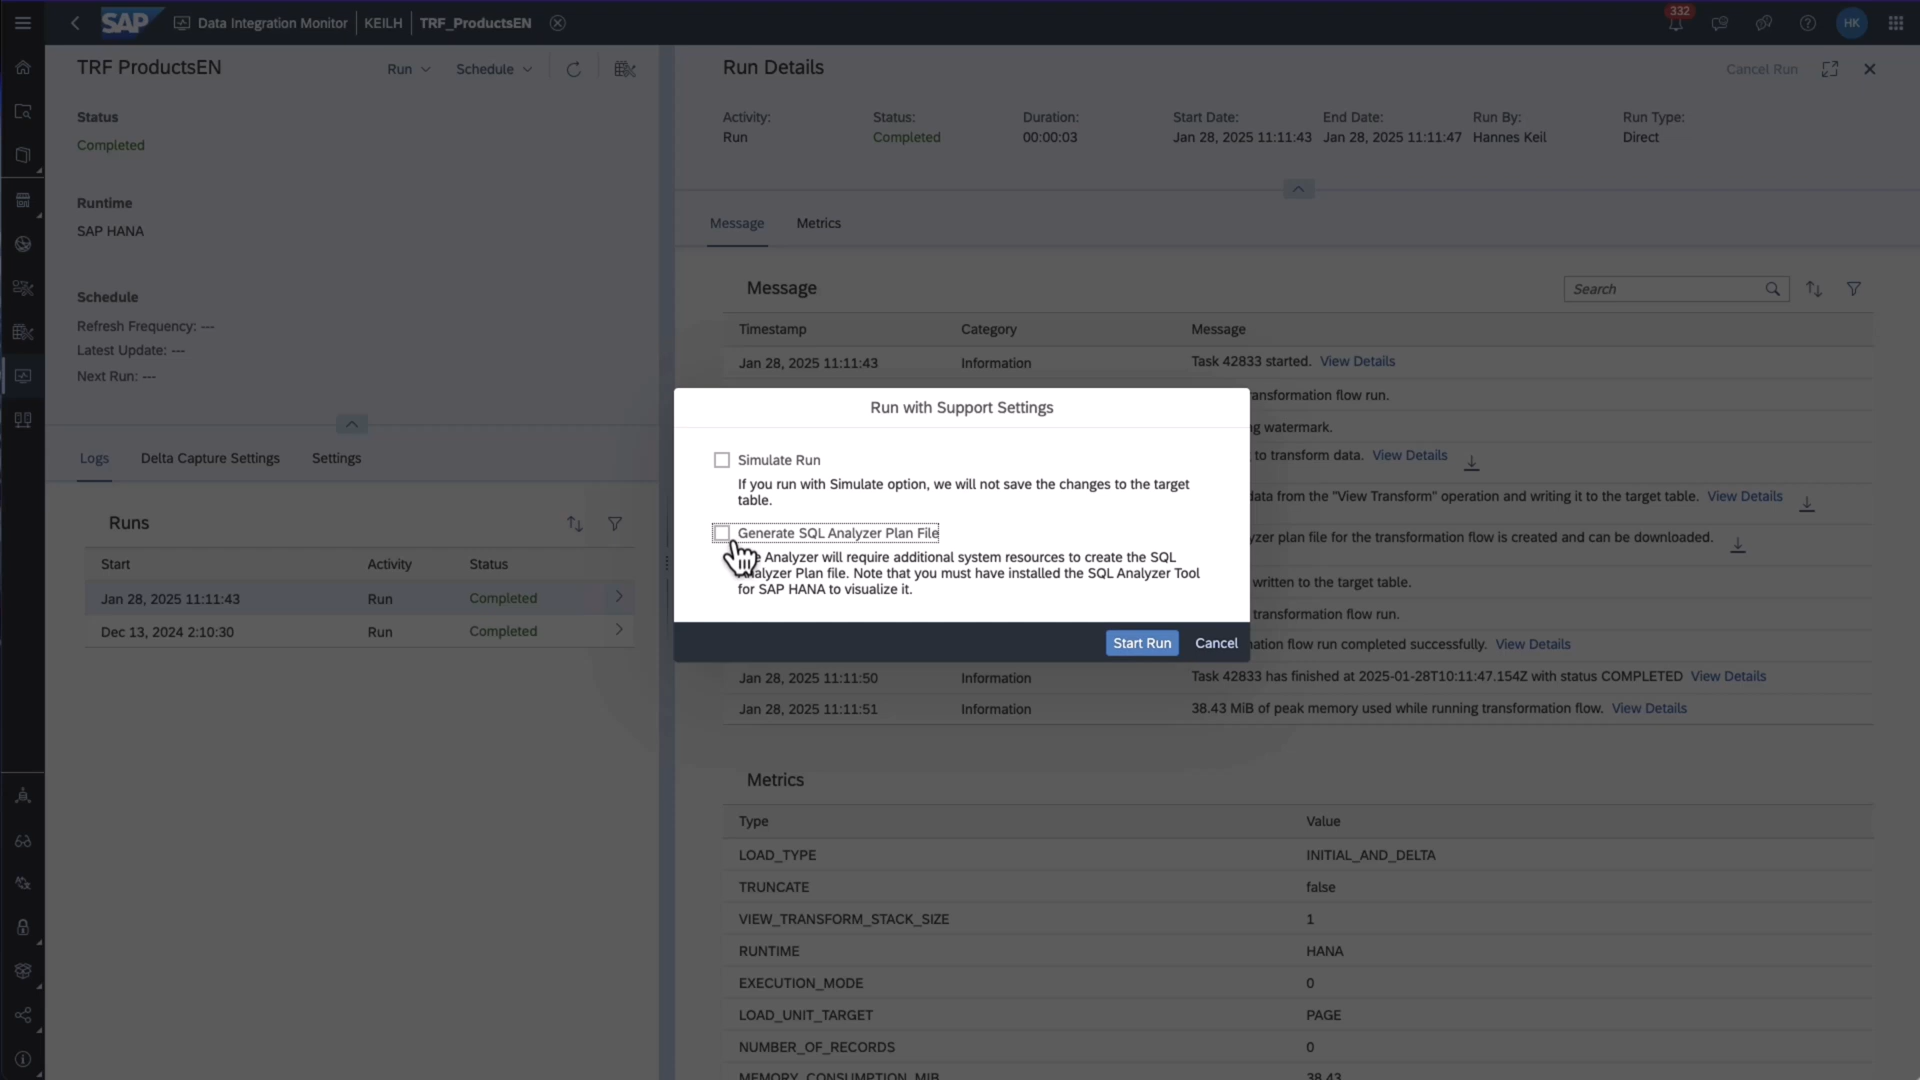 SAP Data Integration Monitor KEILH TRF_ProductsEN 332 HK
TRF ProductsEN Run Schedule
Status
Completed
Runtime
SAP HANA
Schedule
Refresh Frequency: ---
Latest Update: ---
Next Run: ---
Logs Delta Capture Settings Settings
Runs
Start Activity Status
Jan 28, 2025 11:11:43 Run Completed
Dec 13, 2024 2:10:30 Run Completed
Run Details Cancel Run
Activity: Status: Duration: Start Date: End Date: Run By: Run Type:
Run Completed 00:00:03 Jan 28, 2025 11:11:43 Jan 28, 2025 11:11:47 Hannes Keil Direct
Message Metrics
Message Search
Timestamp Category Message
Jan 28, 2025 11:11:43 Information Task 42833 started. View Details
flow run.
watermark.
to transform data. View Details
from the "View Transform" operation and writing it to the target table. View Details
plan file for the transformation flow is created and can be downloaded.
written to the target table.
transformation flow run.
flow run completed successfully. View Details
Jan 28, 2025 11:11:50 Information Task 42833 has finished at 2025-01-28T10:11:47.154Z with status COMPLETED View Details
Jan 28, 2025 11:11:51 Information 38.43 MiB of peak memory used while running transformation flow. View Details
Run with Support Settings
Simulate Run
If you run with Simulate option, we will not save the changes to the target
table.
Generate SQL Analyzer Plan File
Analyzer will require additional system resources to create the SQL
Plan file. Note that you must have installed the SQL Analyzer Tool
for SAP HANA to visualize it.
Start Run Cancel
Metrics
Type Value
LOAD_TYPE INITIAL_AND_DELTA
TRUNCATE false
VIEW_TRANSFORM_STACK_SIZE 1
RUNTIME HANA
EXECUTION_MODE 0
LOAD_UNIT_TARGET PAGE
NUMBER_OF_RECORDS 0
MEMORY_CONSUMPTION_MIB 38.43